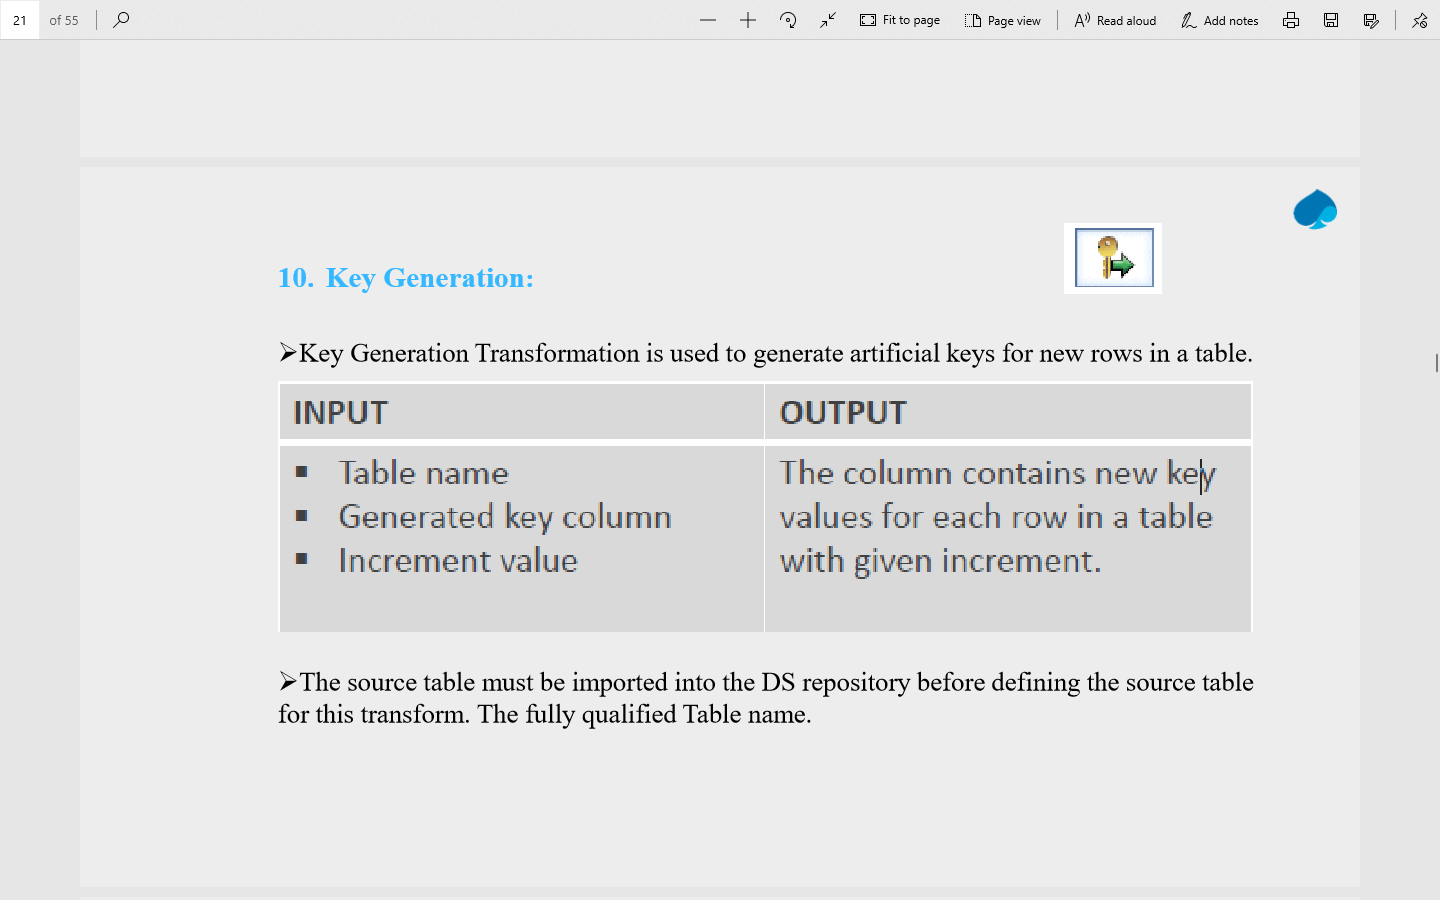 21 of 55 Fit to page Page view Read aloud Add notes
10. Key Generation:
➢Key Generation Transformation is used to generate artificial keys for new rows in a table.
INPUT OUTPUT
▪ Table name
▪ Generated key column
▪ Increment value
The column contains new key
values for each row in a table
with given increment.
➢The source table must be imported into the DS repository before defining the source table
for this transform. The fully qualified Table name.